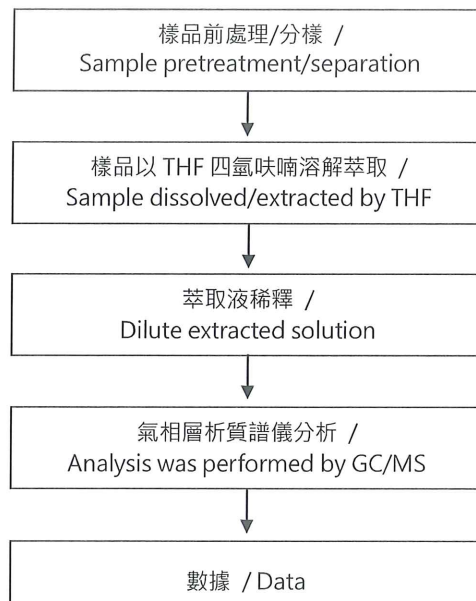 樣品前處理/分樣 /
Sample pretreatment/separation
樣品以 THF 四氫呋喃溶解萃取 /
Sample dissolved/extracted by THF
萃取液稀釋 /
Dilute extracted solution
氣相層析質譜儀分析 /
Analysis was performed by GC/MS
數據 / Data